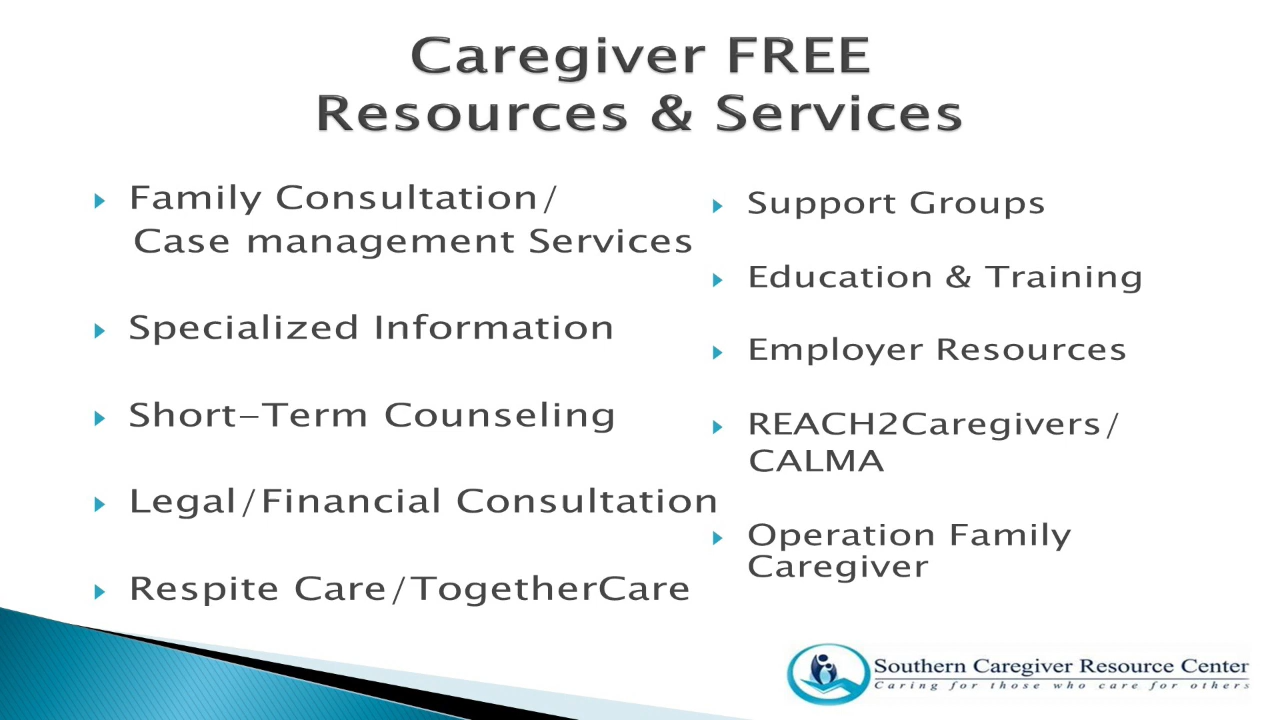 Caregiver FREE
Resources & Services
Family Consultation/
Case management Services
Specialized Information
Short-Term Counseling
Legal/Financial Consultation
Respite Care/TogetherCare
Support Groups
Education & Training
Employer Resources
REACH2Caregivers/
CALMA
Operation Family
Caregiver
Southern Caregiver Resource Center
Caring for those who care for others